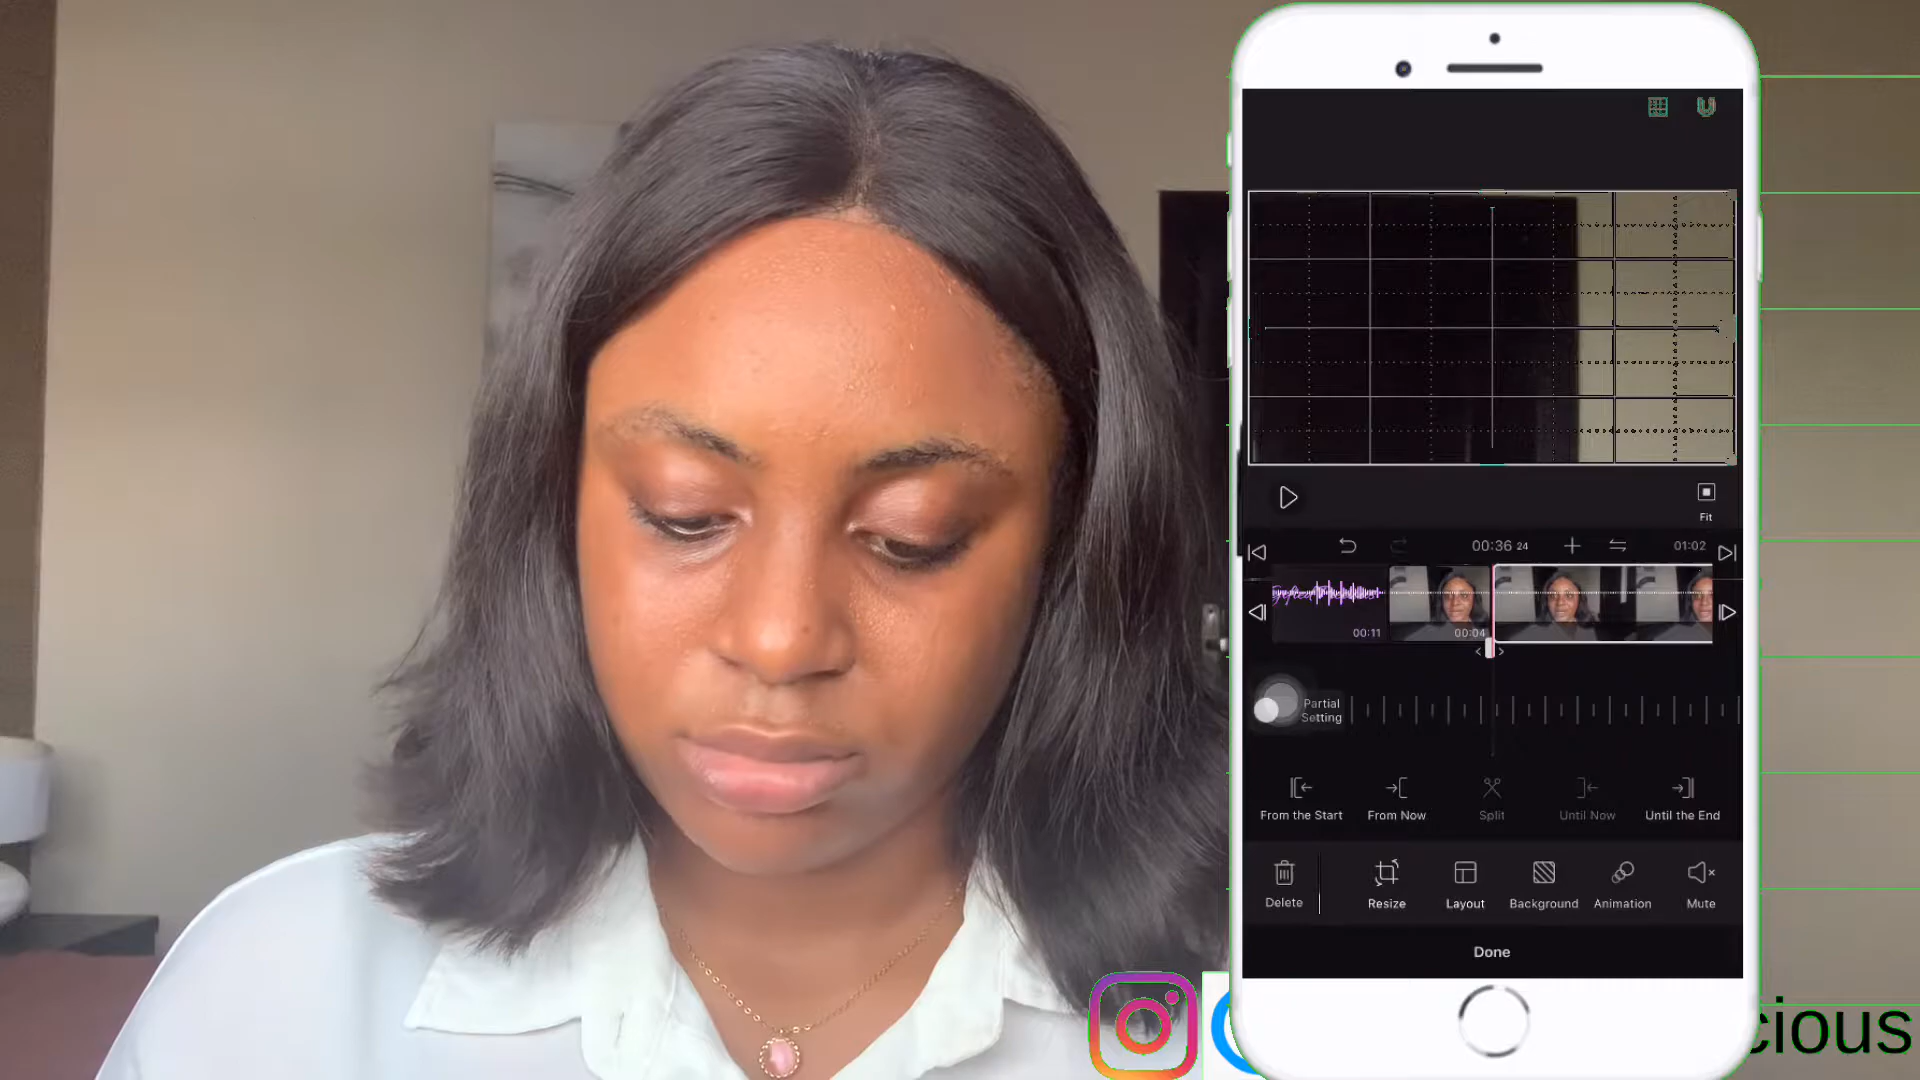 Fit
00:36 24
01:02
00:11
00:04
Partial
Setting
From the Start
From Now
Split
Until Now
Until the End
Delete
Resize
Layout
Background
Animation
Mute
Done
cious